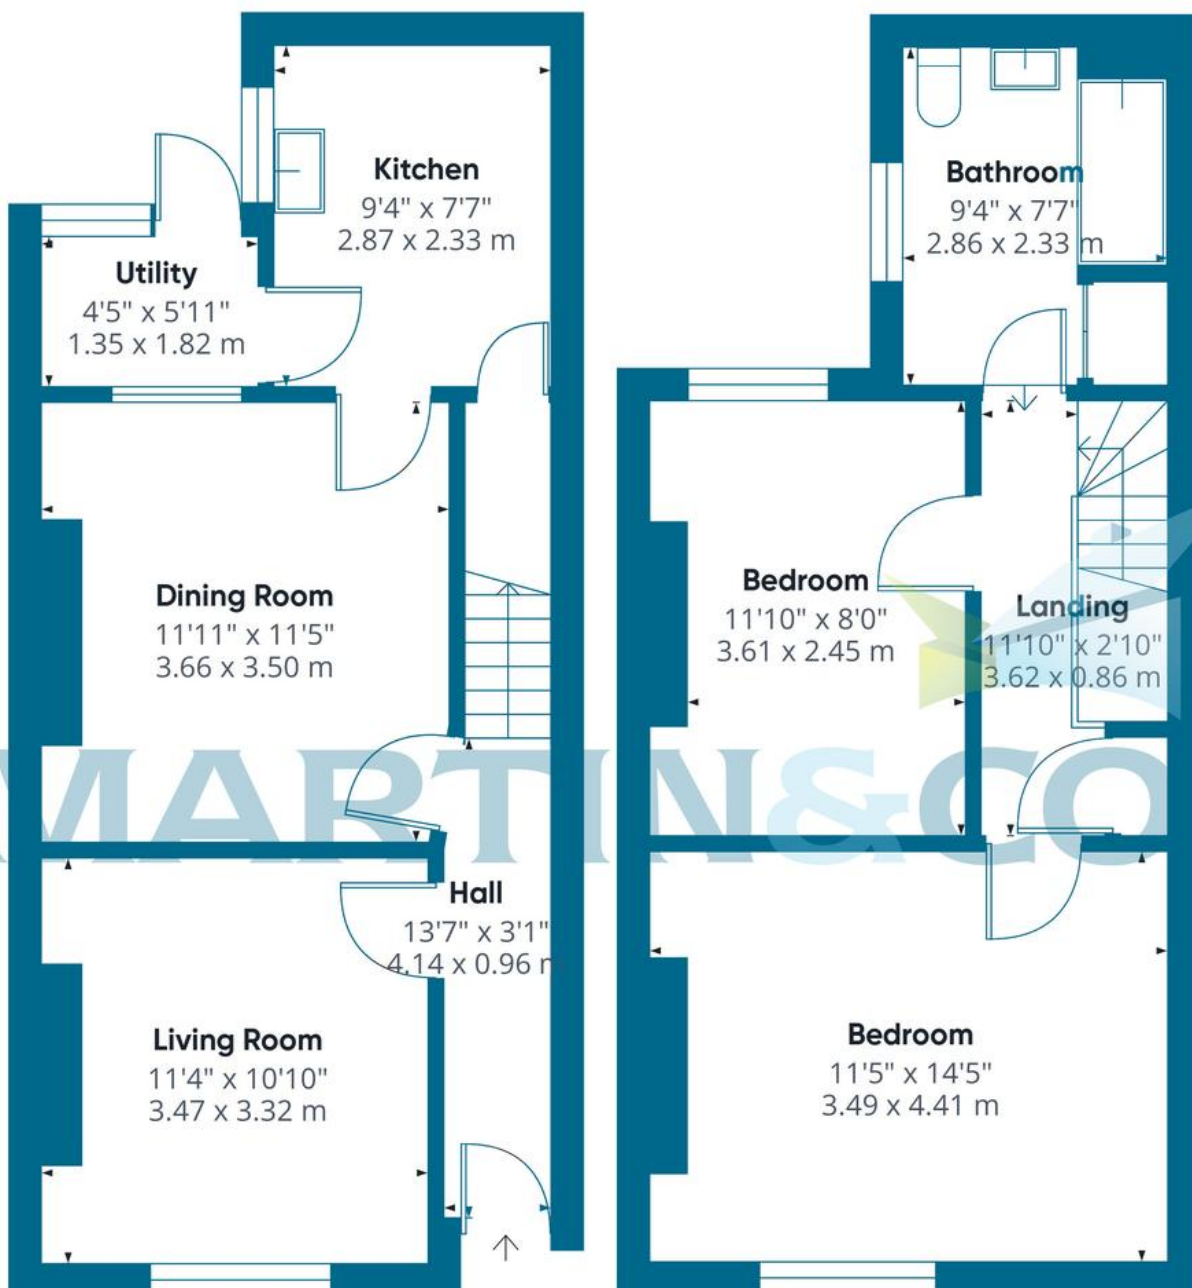 Kitchen
9'4" x 7'7"
2.87 x 2.33 m
Utility
4'5" x 5'11"
1.35 x 1.82 m
Dining Room
11'11" x 11'5"
3.66 x 3.50 m
Hall
13'7" x 3'1"
4.14 x 0.96 m
Living Room
11'4" x 10'10"
3.47 x 3.32 m
Bathroom
9'4" x 7'7"
2.86 x 2.33 m
Bedroom
11'10" x 8'0"
3.61 x 2.45 m
Landing
11'10" x 2'10"
3.62 x 0.86 m
Bedroom
11'5" x 14'5"
3.49 x 4.41 m
MARTIN&CO